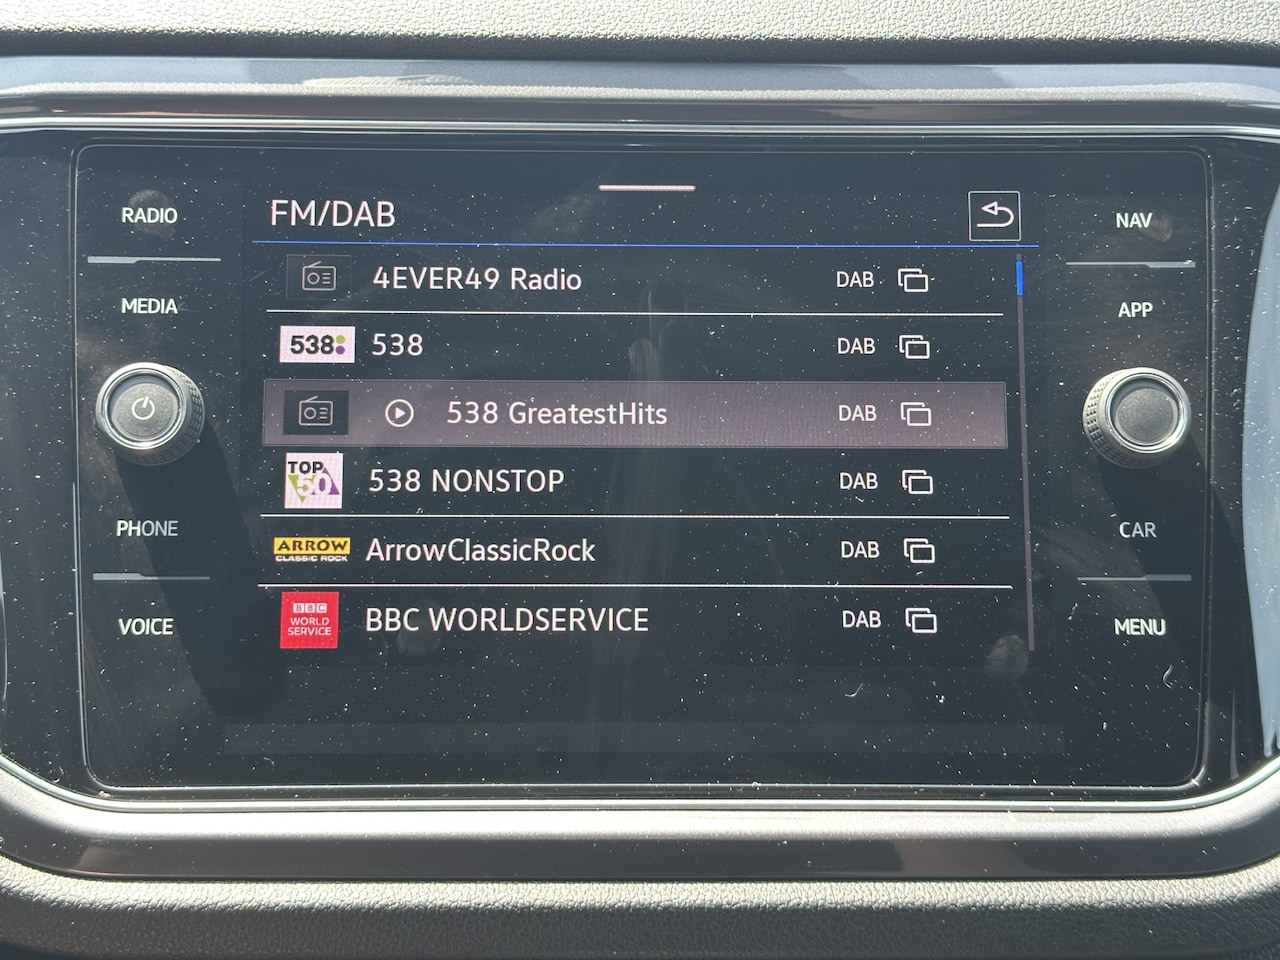 RADIO
MEDIA
PHONE
VOICE
FM/DAB
4EVER49 Radio DAB
538 538 DAB
538 GreatestHits DAB
TOP 50 538 NONSTOP DAB
ARROW CLASSIC ROCK ArrowClassicRock DAB
BBC WORLD SERVICE BBC WORLDSERVICE DAB
NAV
APP
CAR
MENU